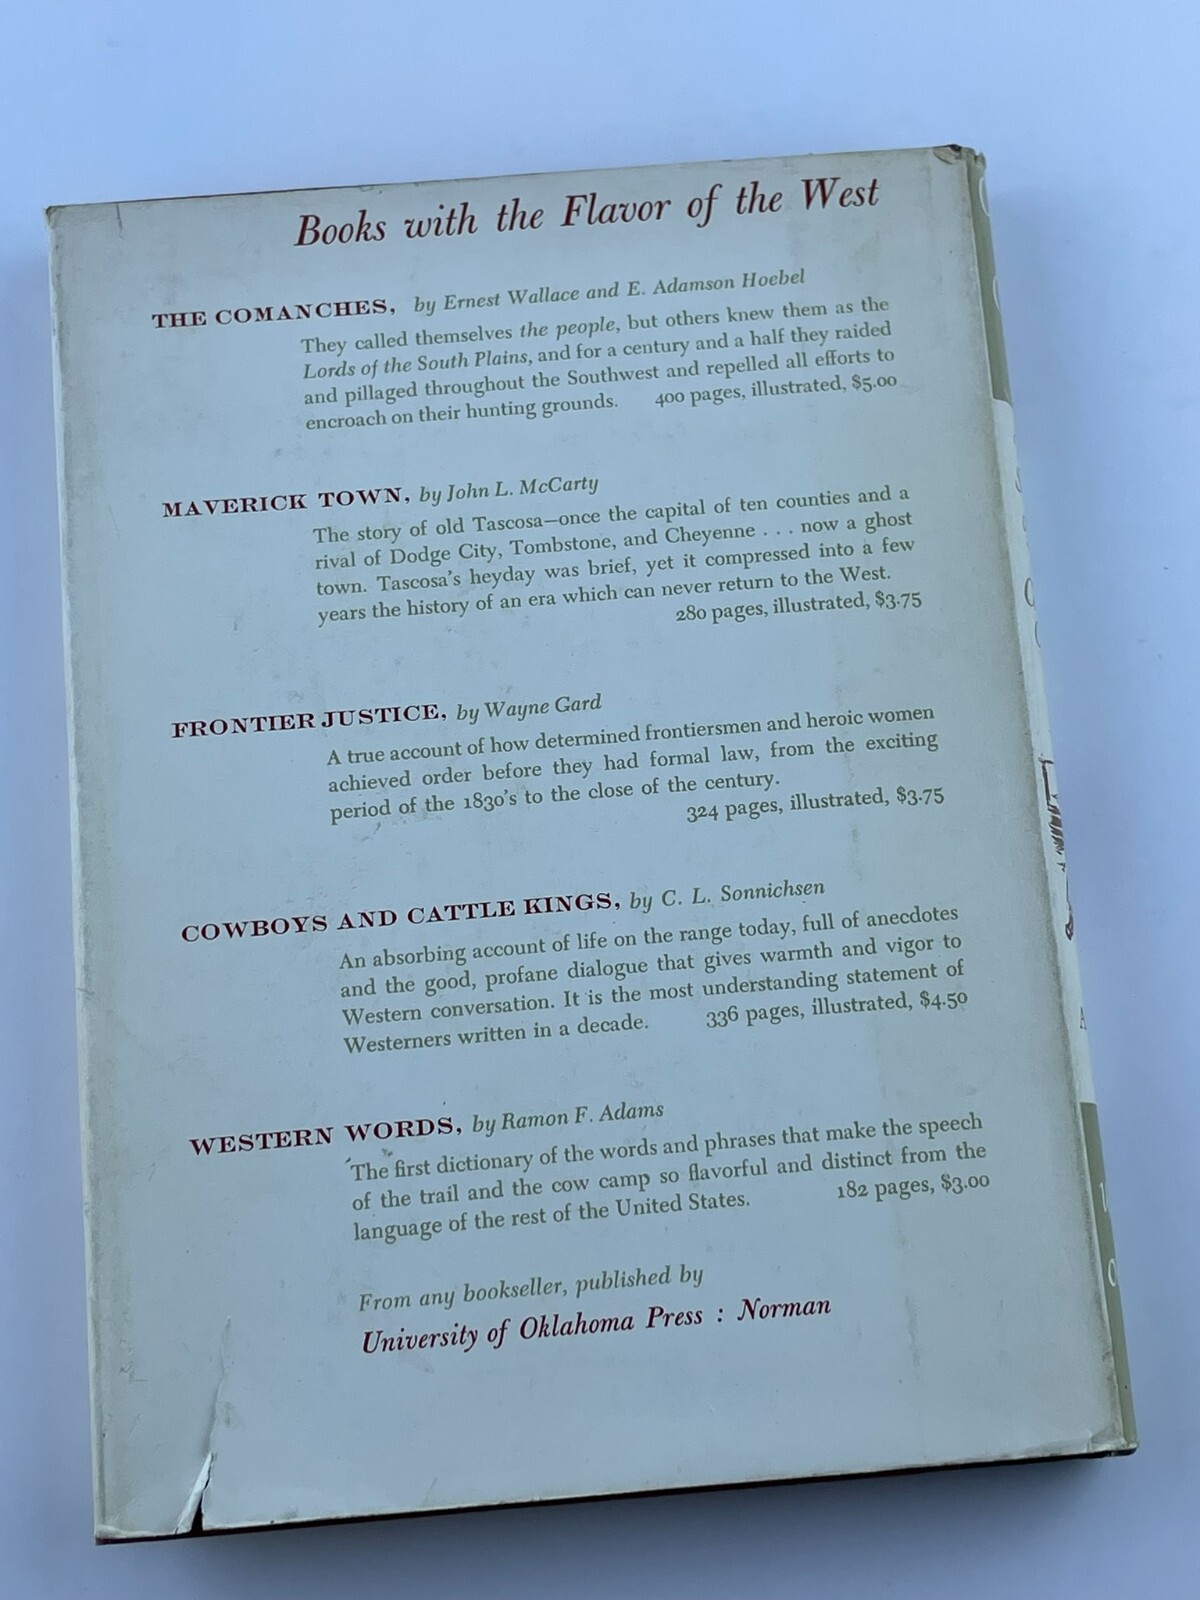 Books with the Flavor of the West
THE COMANCHES, by Ernest Wallace and E. Adamson Hoebel
They called themselves the people, but others knew them as the
Lords of the South Plains, and for a century and a half they raided
and pillaged throughout the Southwest and repelled all efforts to
encroach on their hunting grounds. 400 pages, illustrated, $5.00
MAVERICK TOWN, by John L. McCarty
The story of old Tascosa—once the capital of ten counties and a
rival of Dodge City, Tombstone, and Cheyenne . . . now a ghost
town. Tascosa's heyday was brief, yet it compressed into a few
years the history of an era which can never return to the West.
280 pages, illustrated, $3.75
FRONTIER JUSTICE, by Wayne Gard
A true account of how determined frontiersmen and heroic women
achieved order before they had formal law, from the exciting
period of the 1830's to the close of the century.
324 pages, illustrated, $3.75
COWBOYS AND CATTLE KINGS, by C. L. Sonnichsen
An absorbing account of life on the range today, full of anecdotes
and the good, profane dialogue that gives warmth and vigor to
Western conversation. It is the most understanding statement of
Westerners written in a decade. 336 pages, illustrated, $4.50
WESTERN WORDS, by Ramon F. Adams
The first dictionary of the words and phrases that make the speech
of the trail and the cow camp so flavorful and distinct from the
language of the rest of the United States. 182 pages, $3.00
From any bookseller, published by
University of Oklahoma Press : Norman